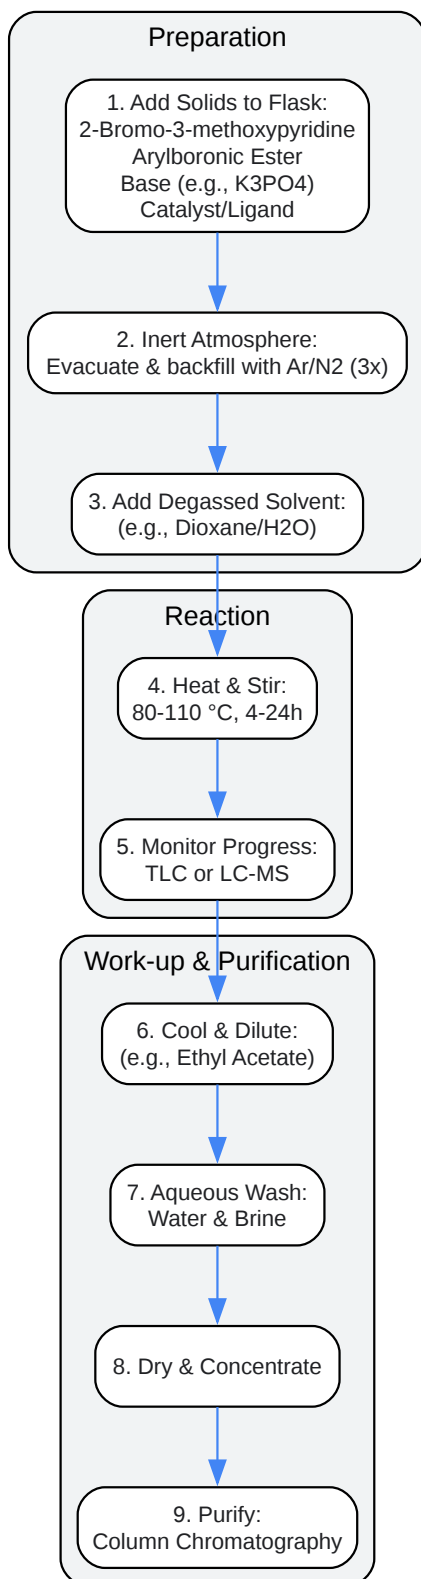 Preparation
1. Add Solids to Flask:
2-Bromo-3-methoxypyridine
Arylboronic Ester
Base (e.g., K3PO4)
Catalyst/Ligand
2. Inert Atmosphere:
Evacuate & backfill with Ar/N2 (3x)
3. Add Degassed Solvent:
(e.g., Dioxane/H2O)
Reaction
4. Heat & Stir:
80-110 °C, 4-24h
5. Monitor Progress:
TLC or LC-MS
Work-up & Purification
6. Cool & Dilute:
(e.g., Ethyl Acetate)
7. Aqueous Wash:
Water & Brine
8. Dry & Concentrate
9. Purify:
Column Chromatography